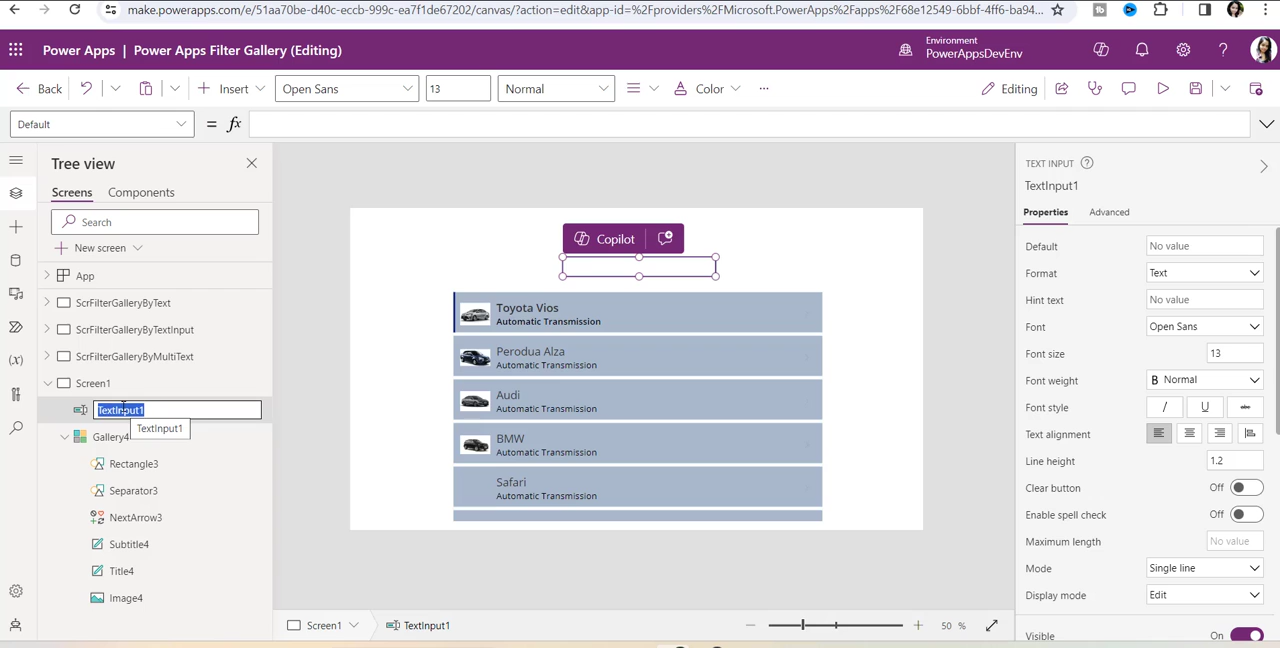 make.powerapps.com/e/51aa70be-d40c-eccb-999c-ea7f1de67202/canvas/?action=edit&app-id=%2Fproviders%2FMicrosoft.PowerApps%2Fapps%2F68e12549-6bbf-4ff6-ba94...
Power Apps | Power Apps Filter Gallery (Editing)
Environment
PowerAppsDevEnv
Back
Insert
Open Sans
13
Normal
Color
Editing
Default
= fx
Tree view
Screens
Components
Search
New screen
App
ScrFilterGalleryByText
ScrFilterGalleryByTextInput
ScrFilterGalleryByMultiText
Screen1
TextInput1
TextInput1
Gallery4
Rectangle3
Separator3
NextArrow3
Subtitle4
Title4
Image4
Copilot
Toyota Vios
Automatic Transmission
Perodua Alza
Automatic Transmission
Audi
Automatic Transmission
BMW
Automatic Transmission
Safari
Automatic Transmission
Screen1
TextInput1
50 %
TEXT INPUT
TextInput1
Properties
Advanced
Default
No value
Format
Text
Hint text
No value
Font
Open Sans
Font size
13
Font weight
B Normal
Font style
/ U abc
Text alignment
Line height
1.2
Clear button
Off
Enable spell check
Off
Maximum length
No value
Mode
Single line
Display mode
Edit
Visible
On